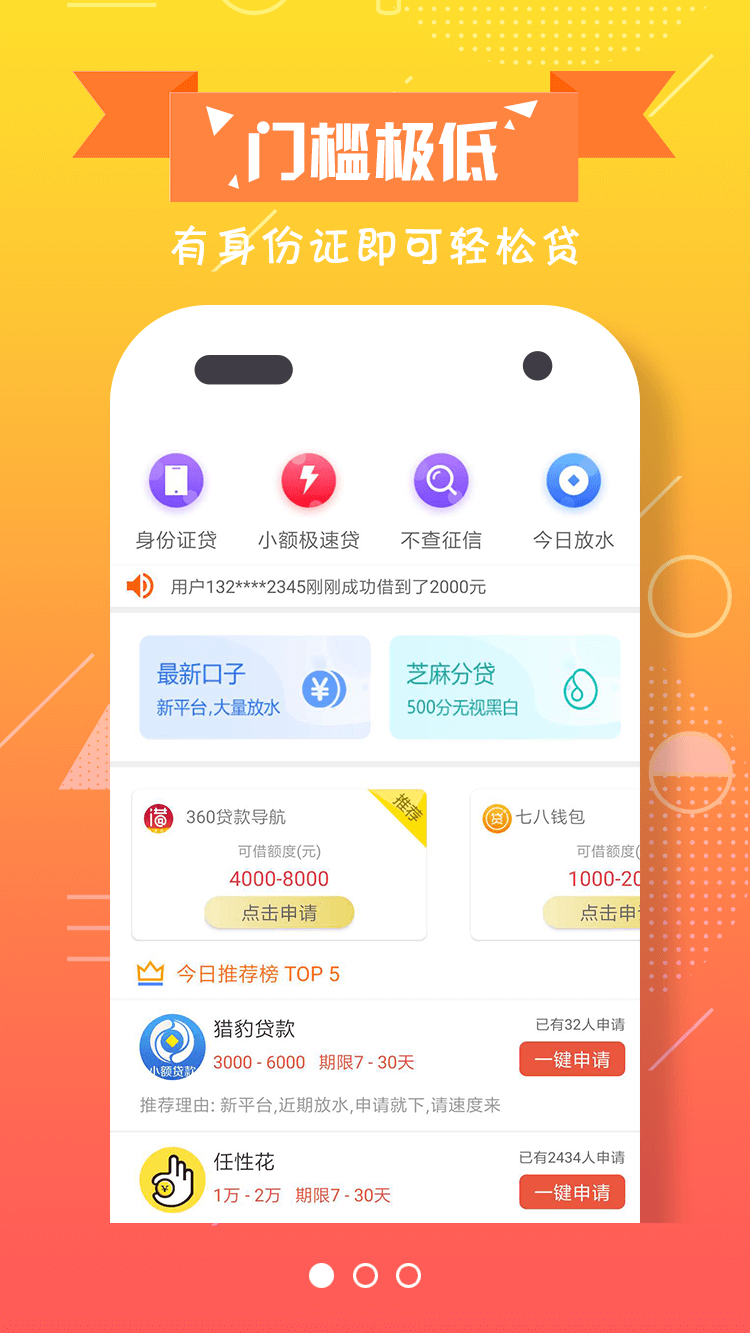 门槛极低
有身份证即可轻松贷
身份证贷 小额极速贷 不查征信 今日放水
用户132****2345刚刚成功借到了2000元
最新口子
新平台,大量放水
芝麻分贷
500分无视黑白
推荐
360贷款导航
可借额度(元)
4000-8000
点击申请
七八钱包
可借额度(
1000-20
点击申
今日推荐榜 TOP 5
小额贷款
猎豹贷款
3000 - 6000 期限7 - 30天
已有32人申请
一键申请
推荐理由: 新平台,近期放水,申请就下,请速度来
任性花
1万 - 2万 期限7 - 30天
已有2434人申请
一键申请